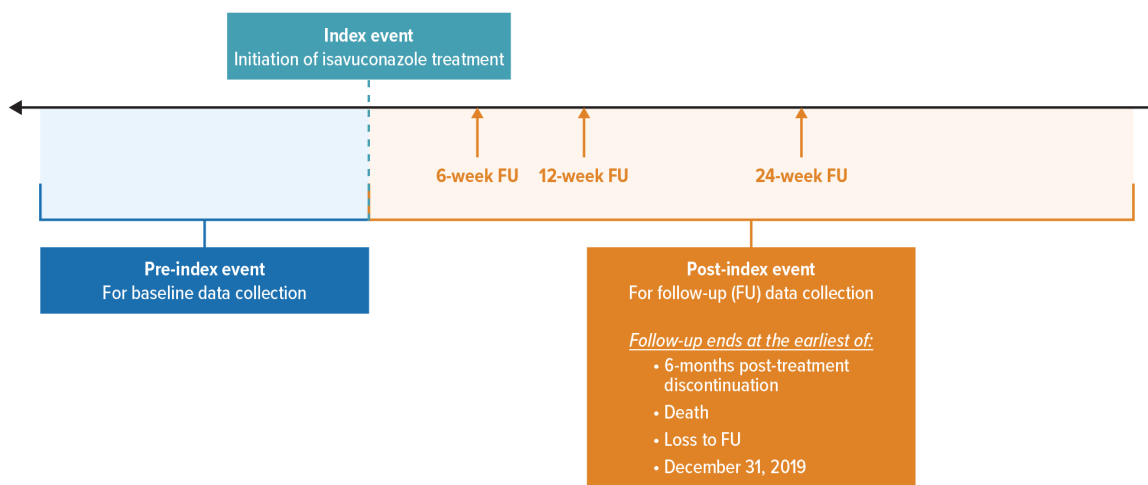 Index event
Initiation of isavuconazole treatment
6-week FU
12-week FU
24-week FU
Pre-index event
For baseline data collection
Post-index event
For follow-up (FU) data collection
Follow-up ends at the earliest of:
• 6-months post-treatment
discontinuation
• Death
• Loss to FU
• December 31, 2019